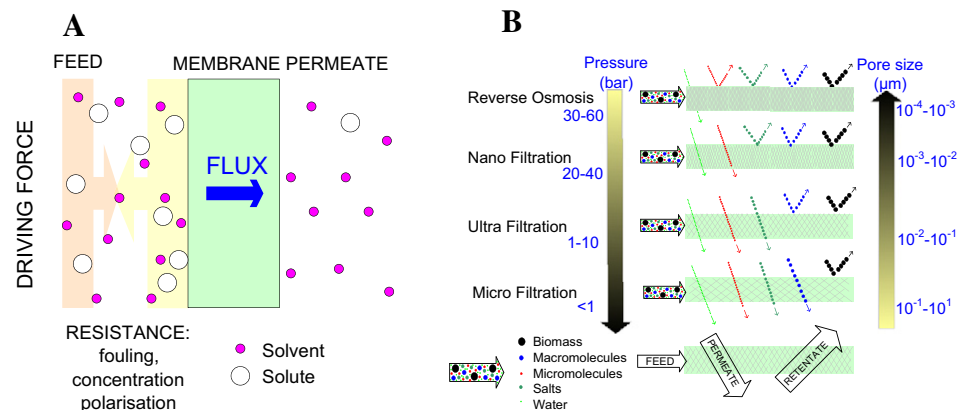 A
FEED
MEMBRANE PERMEATE
DRIVING FORCE
FLUX
RESISTANCE:
fouling,
concentration
polarisation
Solvent
Solute
B
Pressure
(bar)
Pore size
(µm)
Reverse Osmosis
30-60
10⁻⁴-10⁻³
Nano Filtration
20-40
10⁻³-10⁻²
Ultra Filtration
1-10
10⁻²-10⁻¹
Micro Filtration
<1
10⁻¹-10¹
Biomass
Macromolecules
Micromolecules
Salts
Water
FEED
PERMEATE
RETENTATE